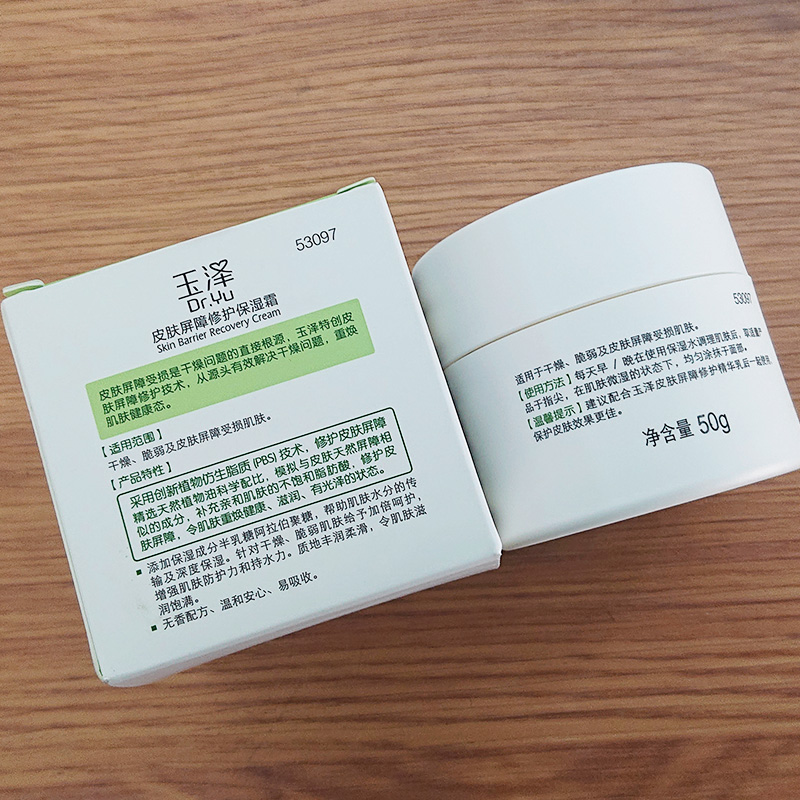 53097
玉泽
Dr.Yu
皮肤屏障修护保湿霜
Skin Barrier Recovery Cream
皮肤屏障受损是干燥问题的直接根源，玉泽特创皮
肤屏障修护技术，从源头有效解决干燥问题，重焕
肌肤健康态。
【适用范围】
干燥、脆弱及皮肤屏障受损肌肤。
【产品特性】
采用创新植物仿生脂质（PBS）技术，修护皮肤屏障
精选天然植物油科学配比，模拟与皮肤天然屏障相
似的成分，补充亲和肌肤的不饱和脂肪酸，修护皮
肤屏障，令肌肤重焕健康、滋润、有光泽的状态。
▪ 添加保湿成分半乳糖阿拉伯聚糖，帮助肌肤水分的传
输及深度保湿。针对干燥、脆弱肌肤给予加倍呵护，
增强肌肤防护力和持水力。质地丰润柔滑，令肌肤滋
润饱满。
▪ 无香配方、温和安心、易吸收。
53097
适用于干燥、脆弱及皮肤屏障受损肌肤。
【使用方法】每天早／晚在使用保湿水调理肌肤后，取适量
品于指尖，在肌肤微湿的状态下，均匀涂抹于面部。
【温馨提示】建议配合玉泽皮肤屏障修护精华乳后一起使用
保护皮肤效果更佳。
净含量 50g